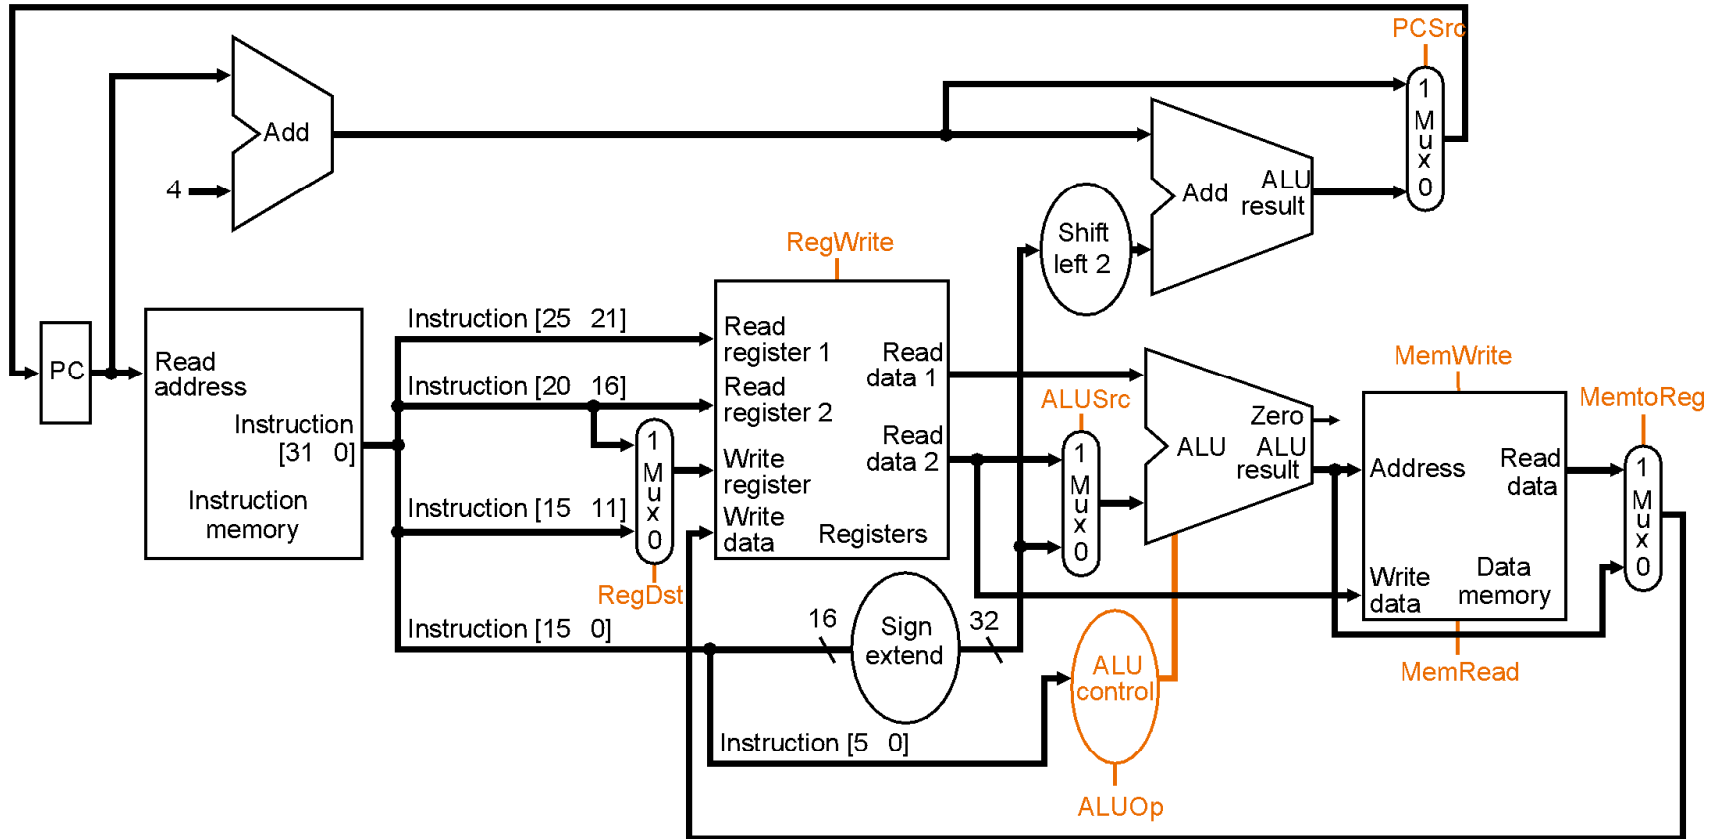 PCSrc
1
M
u
x
0
Add
4
Add
ALU
result
Shift
left 2
RegWrite
PC
Read
address
Instruction
[31 0]
Instruction
memory
Instruction [25 21]
Instruction [20 16]
Instruction [15 11]
Instruction [15 0]
1
M
u
x
0
RegDst
Read
register 1
Read
register 2
Write
register
Write
data
Read
data 1
Read
data 2
Registers
16
Sign
extend
32
Instruction [5 0]
ALUSrc
1
M
u
x
0
Zero
ALU
ALU
result
ALU
control
ALUOp
MemWrite
Address
Read
data
Write
data
Data
memory
MemRead
MemtoReg
1
M
u
x
0